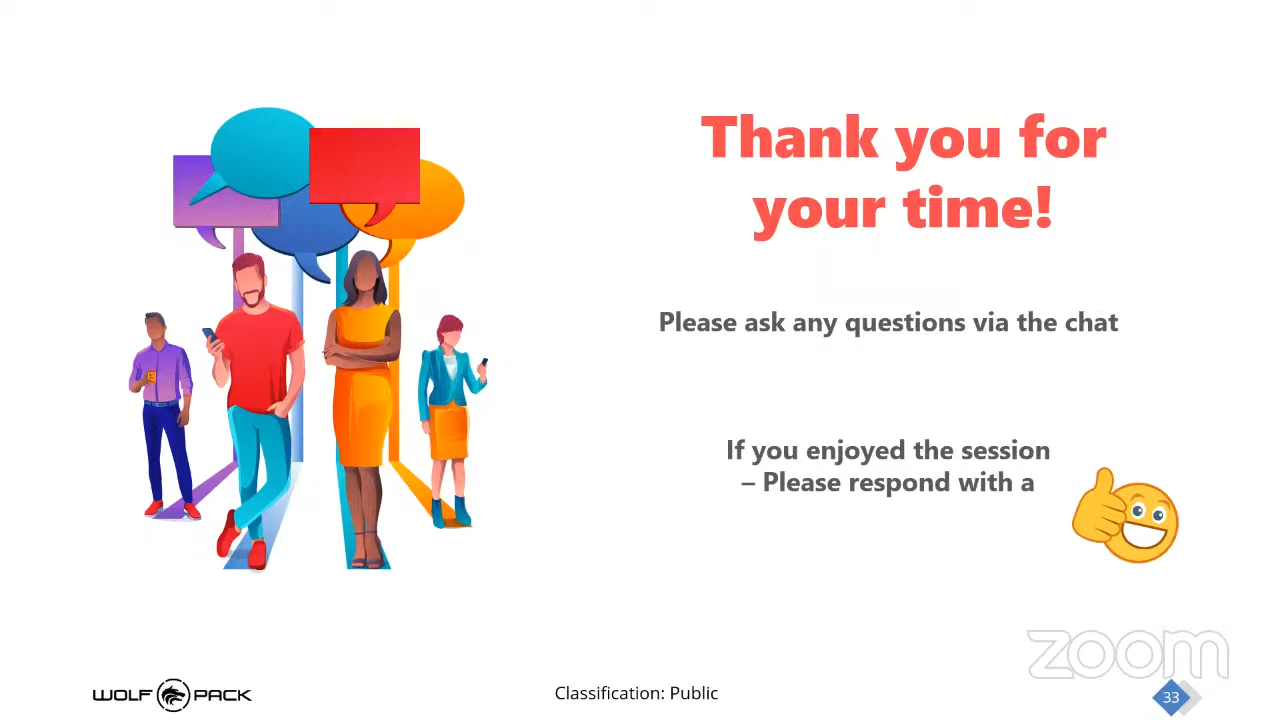 Thank you for
your time!
Please ask any questions via the chat
If you enjoyed the session
– Please respond with a
zoom
WOLF PACK
Classification: Public
33